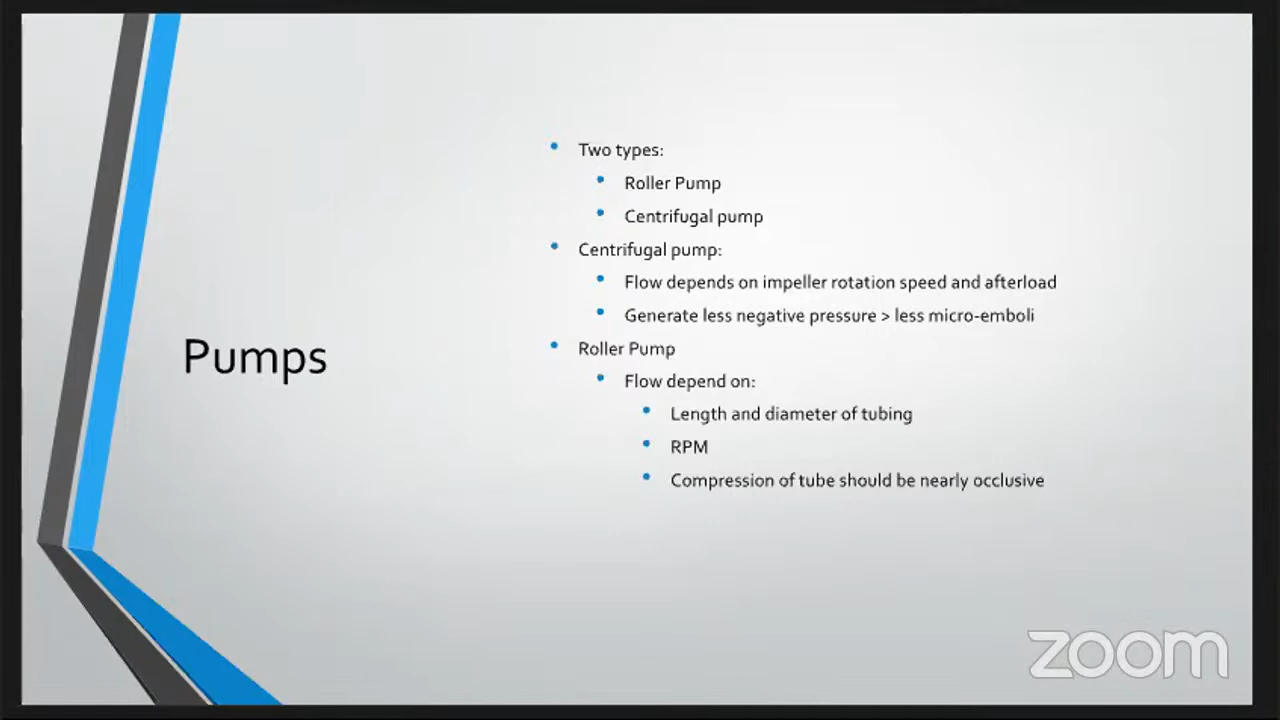 Pumps
Two types:
Roller Pump
Centrifugal pump
Centrifugal pump:
Flow depends on impeller rotation speed and afterload
Generate less negative pressure > less micro-emboli
Roller Pump
Flow depend on:
Length and diameter of tubing
RPM
Compression of tube should be nearly occlusive
zoom